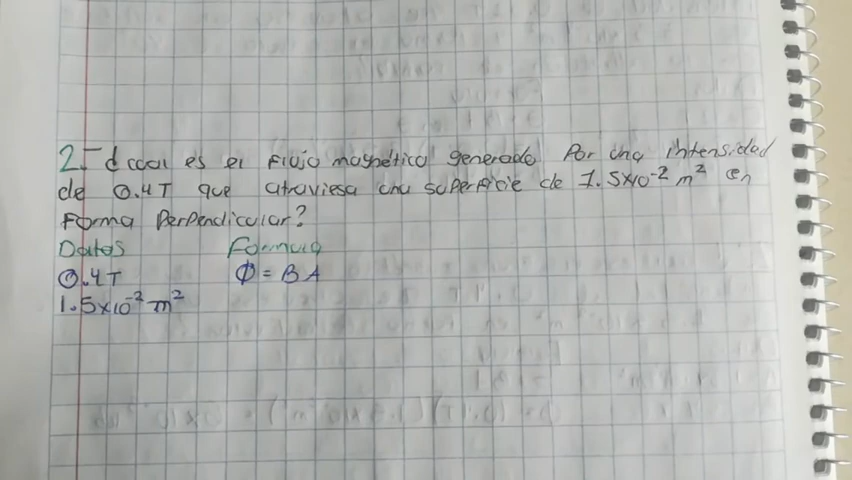 2.- ¿cual es el Flujo magnético generado Por una intensidad
de 0.4T que atraviesa una superficie de 1.5x10⁻² m² en
Forma Perpendicular?
Datos Formula
0.4T Φ = BA
1.5x10⁻² m²